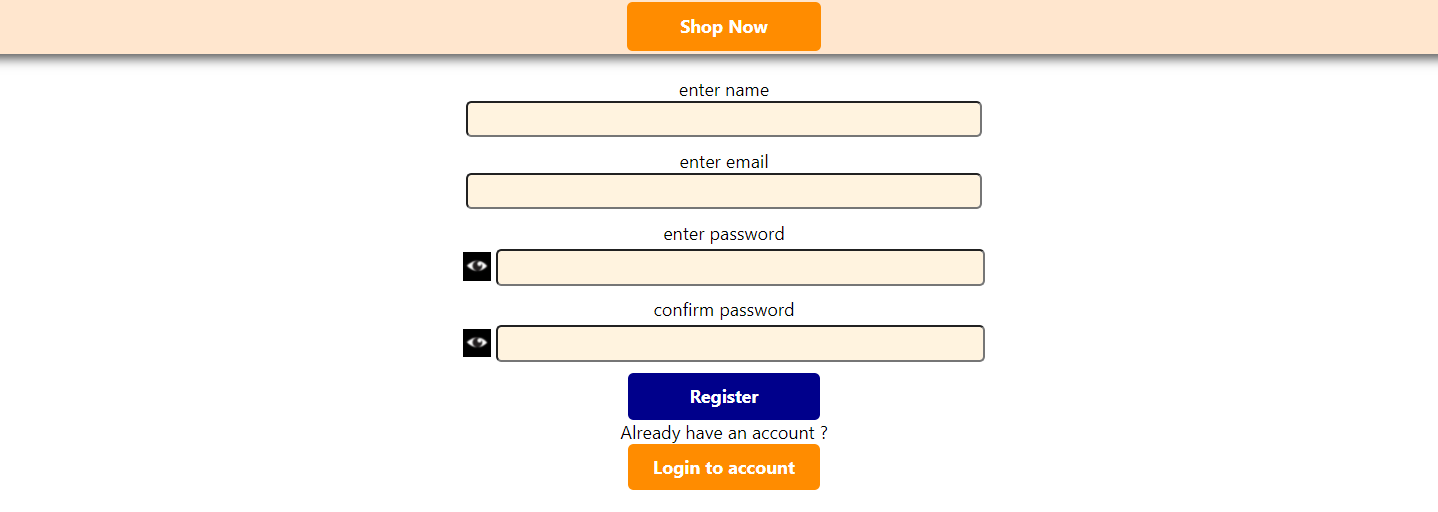 Shop Now
enter name
enter email
enter password
confirm password
Register
Already have an account ?
Login to account